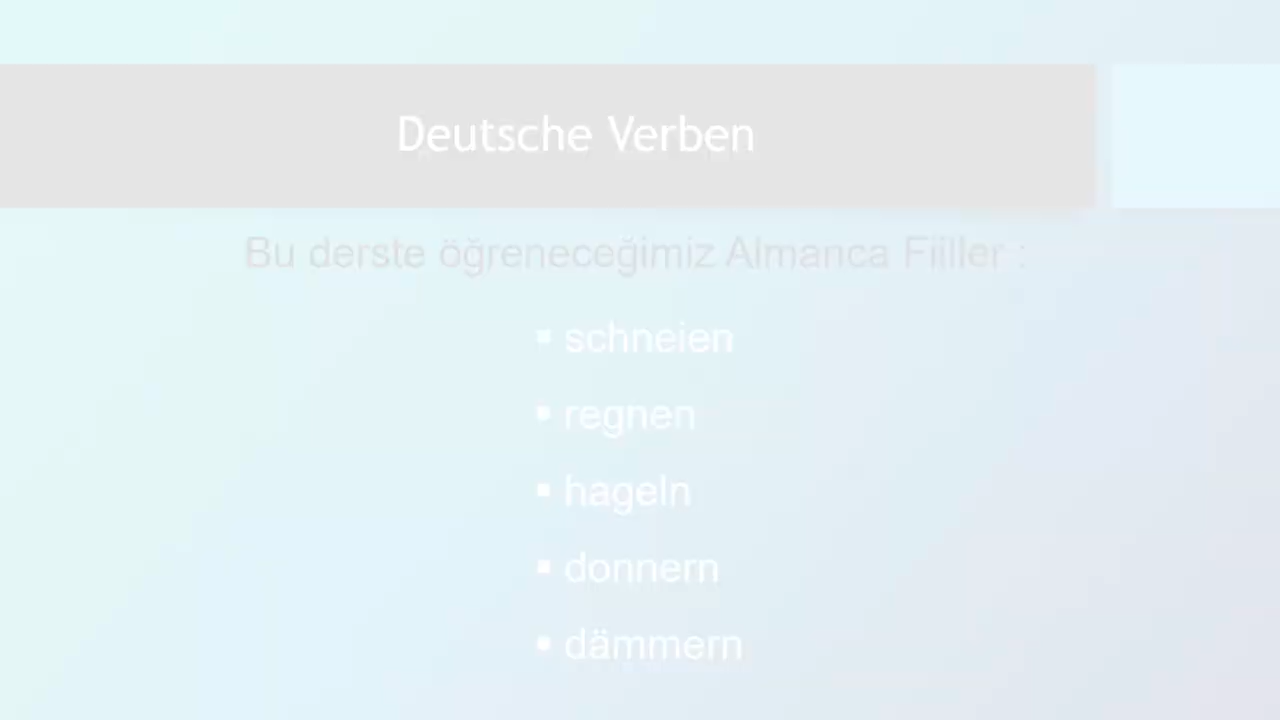 Deutsche Verben
Bu derste öğreneceğimiz Almanca Fiiller :
▪ schneien
▪ regnen
▪ hageln
▪ donnern
▪ dämmern